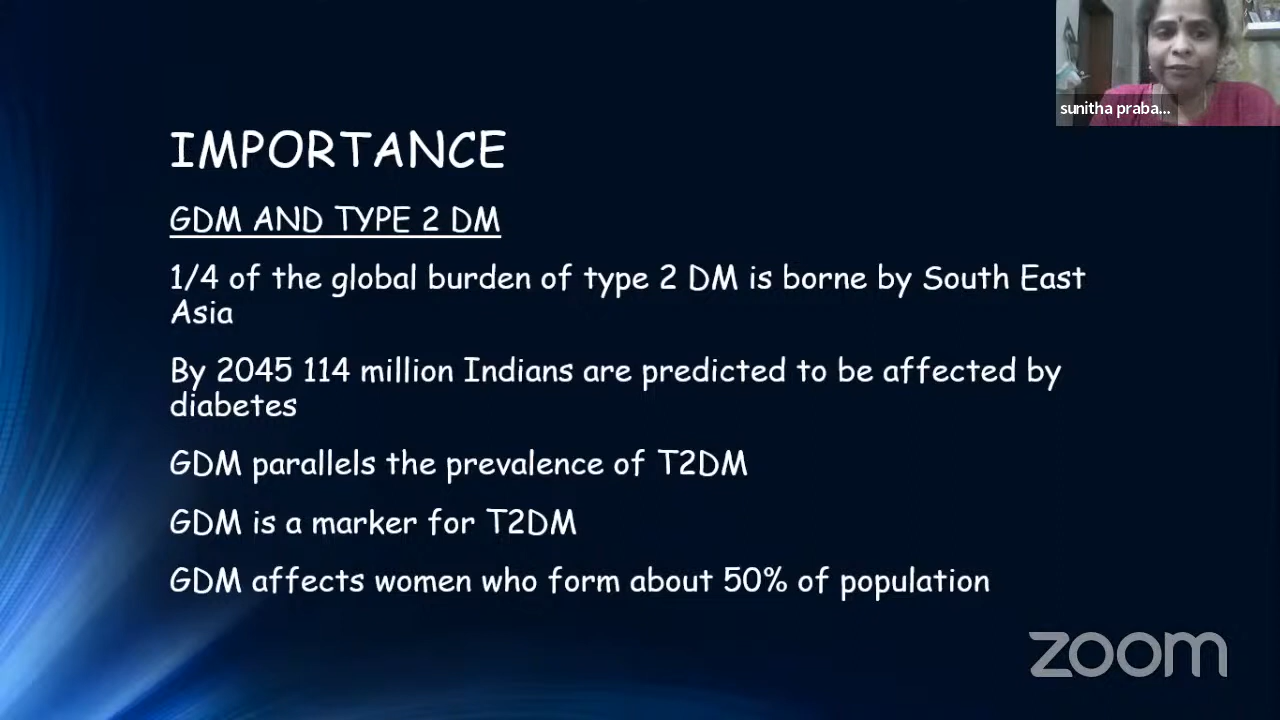 sunitha praba...
IMPORTANCE
GDM AND TYPE 2 DM
1/4 of the global burden of type 2 DM is borne by South East
Asia
By 2045 114 million Indians are predicted to be affected by
diabetes
GDM parallels the prevalence of T2DM
GDM is a marker for T2DM
GDM affects women who form about 50% of population
zoom